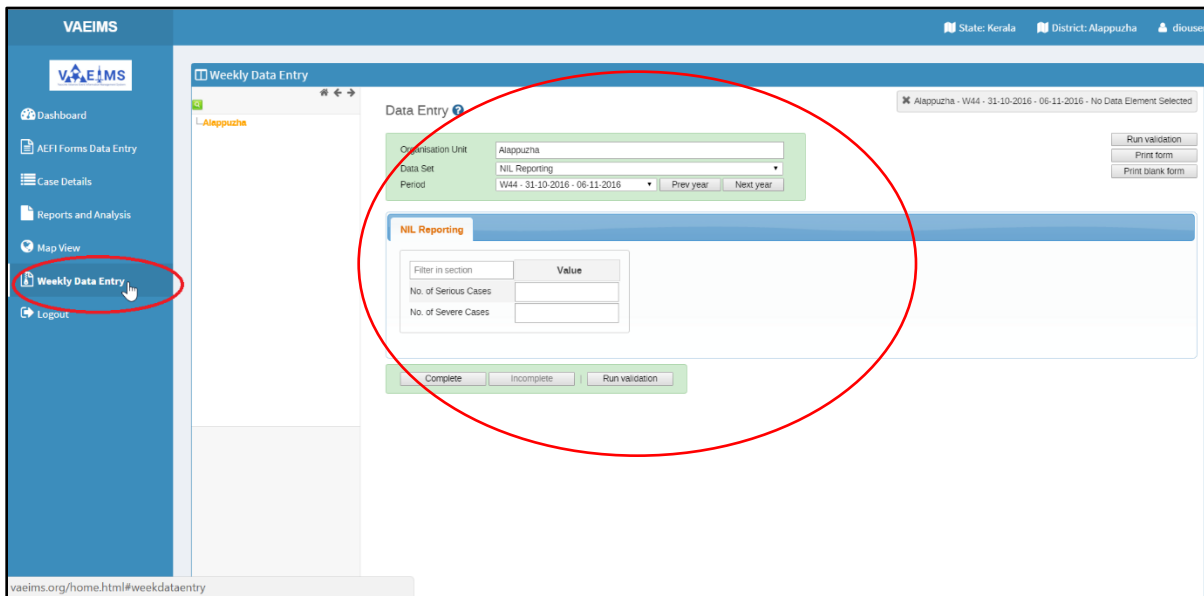 VAEIMS
State: Kerala District: Alappuzha diouser
VAEIMS
Dashboard
AEFI Forms Data Entry
Case Details
Reports and Analysis
Map View
Weekly Data Entry
Logout
Weekly Data Entry
Alappuzha
Data Entry
Alappuzha - W44 - 31-10-2016 - 06-11-2016 - No Data Element Selected
Run validation
Print form
Print blank form
Organisation Unit Alappuzha
Data Set NIL Reporting
Period W44 - 31-10-2016 - 06-11-2016 Prev year Next year
NIL Reporting
Filter in section Value
No. of Serious Cases
No. of Severe Cases
Complete Incomplete | Run validation
vaeims.org/home.html#weekdataentry